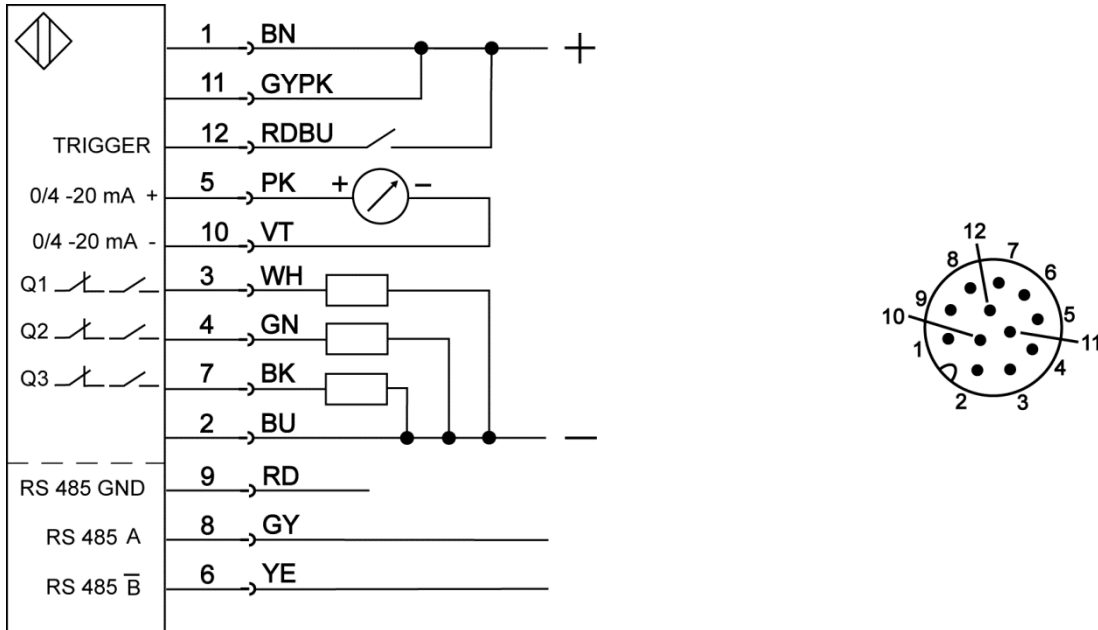 1 BN +
11 GYPK
TRIGGER 12 RDBU
0/4 -20 mA + 5 PK + −
0/4 -20 mA - 10 VT
Q1 3 WH
Q2 4 GN
Q3 7 BK
2 BU −
RS 485 GND 9 RD
RS 485 A 8 GY
RS 485 B̅ 6 YE
12
7
8
6
9
5
10
11
1
4
2
3